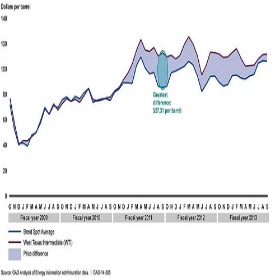 Dollars per barrel
140
120
100
80
60
40
20
0
Greatest
difference:
$27.31 per barrel
O N D J F M A M J J A S O N D J F M A M J J A S O N D J F M A M J J A S O N D J F M A M J J A S O N D J F M A M J J A S
Fiscal year 2009 Fiscal year 2010 Fiscal year 2011 Fiscal year 2012 Fiscal year 2013
Brent Spot Average
West Texas Intermediate (WTI)
Price difference
Source: GAO Analysis of Energy Information Administration data. | GAO-14-